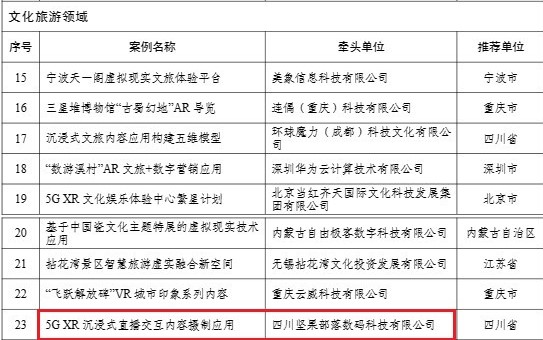 文化旅游领域
序号 案例名称 牵头单位 推荐单位
15 宁波天一阁虚拟现实文旅体验平台 美象信息科技有限公司 宁波市
16 三星堆博物馆“古蜀幻地”AR 导览 连偶（重庆）科技有限公司 重庆市
17 沉浸式文旅内容应用构建五维模型 环球魔力（成都）科技文化有限公司 四川省
18 “数游溪村”AR 文旅+数字营销应用 深圳华为云计算技术有限公司 深圳市
19 5G XR 文化娱乐体验中心繁星计划 北京当红齐天国际文化科技发展集团有限公司 北京市
20 基于中国瓷文化主题特展的虚拟现实技术应用 内蒙古自由极客数字科技有限公司 内蒙古自治区
21 拈花湾景区智慧旅游虚实融合新空间 无锡拈花湾文化投资发展有限公司 江苏省
22 “飞跃解放碑”VR 城市印象系列内容 重庆云威科技有限公司 重庆市
23 5G XR 沉浸式直播交互内容摄制应用 四川坚果部落数码科技有限公司 四川省